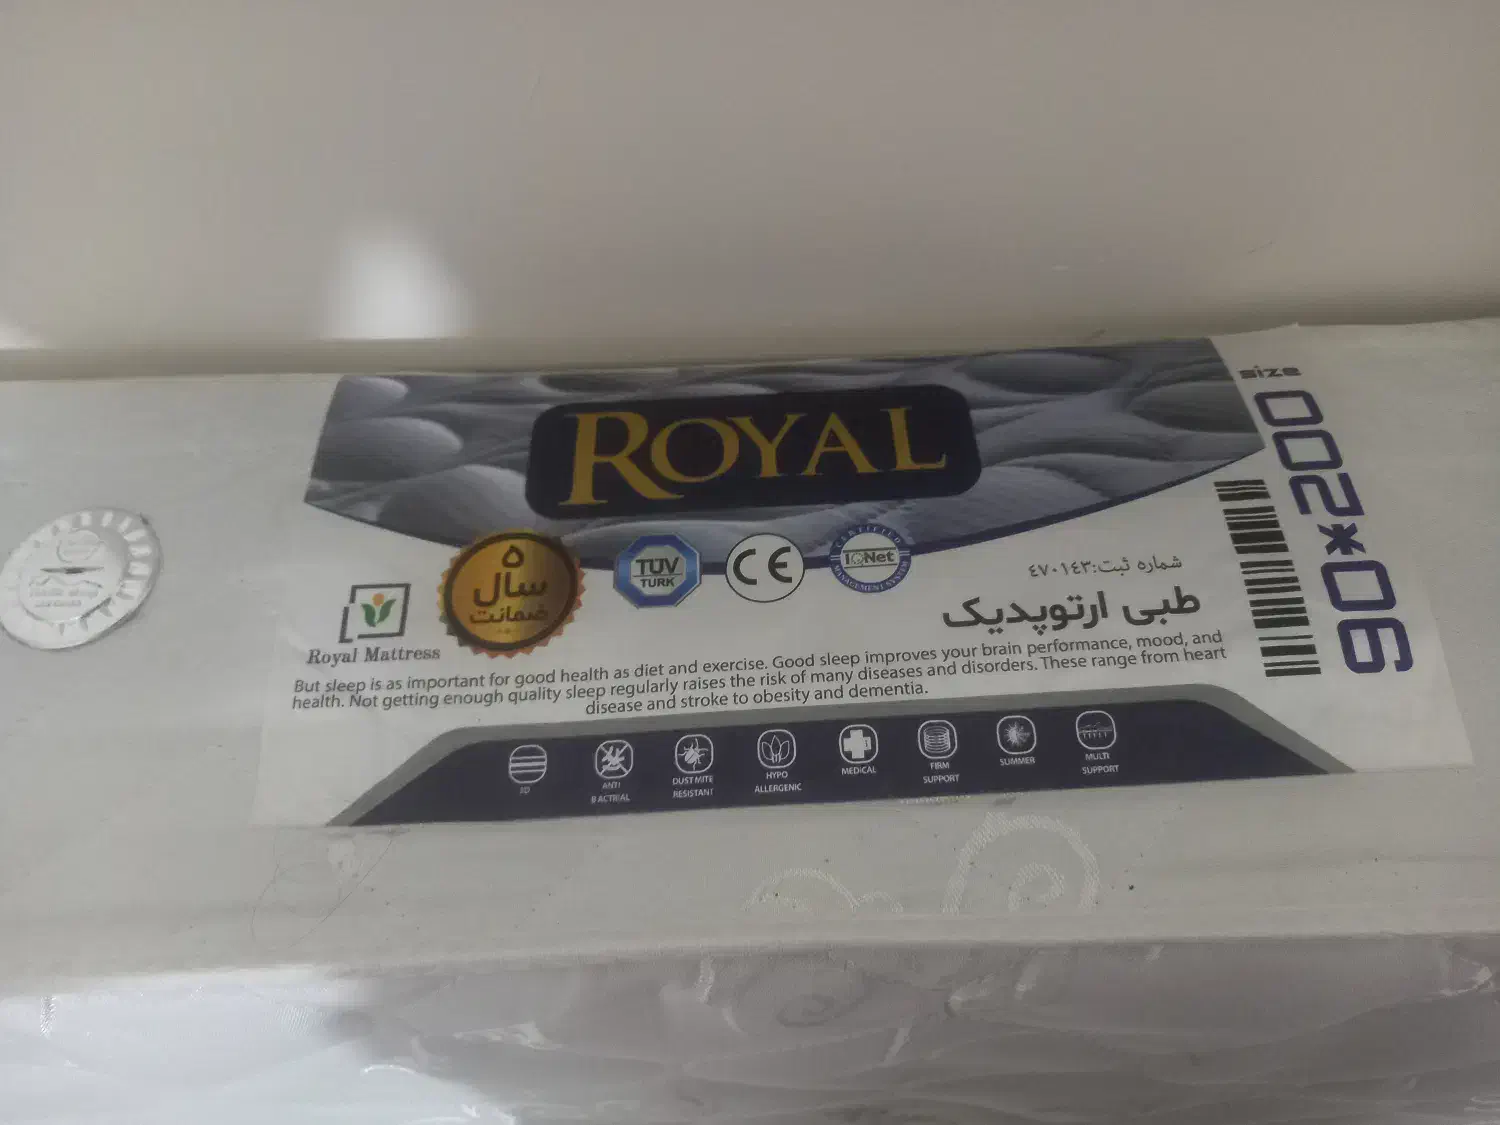 ROYAL
size
90*200
۵
سال
ضمانت
TUV
TURK
CE
CERTIFIED
IQNet
MANAGEMENT SYSTEM
شماره ثبت:۴۷۰۱۴۳
طبی ارتوپدیک
Royal Mattress
But sleep is as important for good health as diet and exercise. Good sleep improves your brain performance, mood, and
health. Not getting enough quality sleep regularly raises the risk of many diseases and disorders. These range from heart
disease and stroke to obesity and dementia.
ANTI
BACTRIAL
DUST MITE
RESISTANT
HYPO
ALLERGENIC
MEDICAL
FIRM
SUPPORT
SUMMER
MULTI
SUPPORT